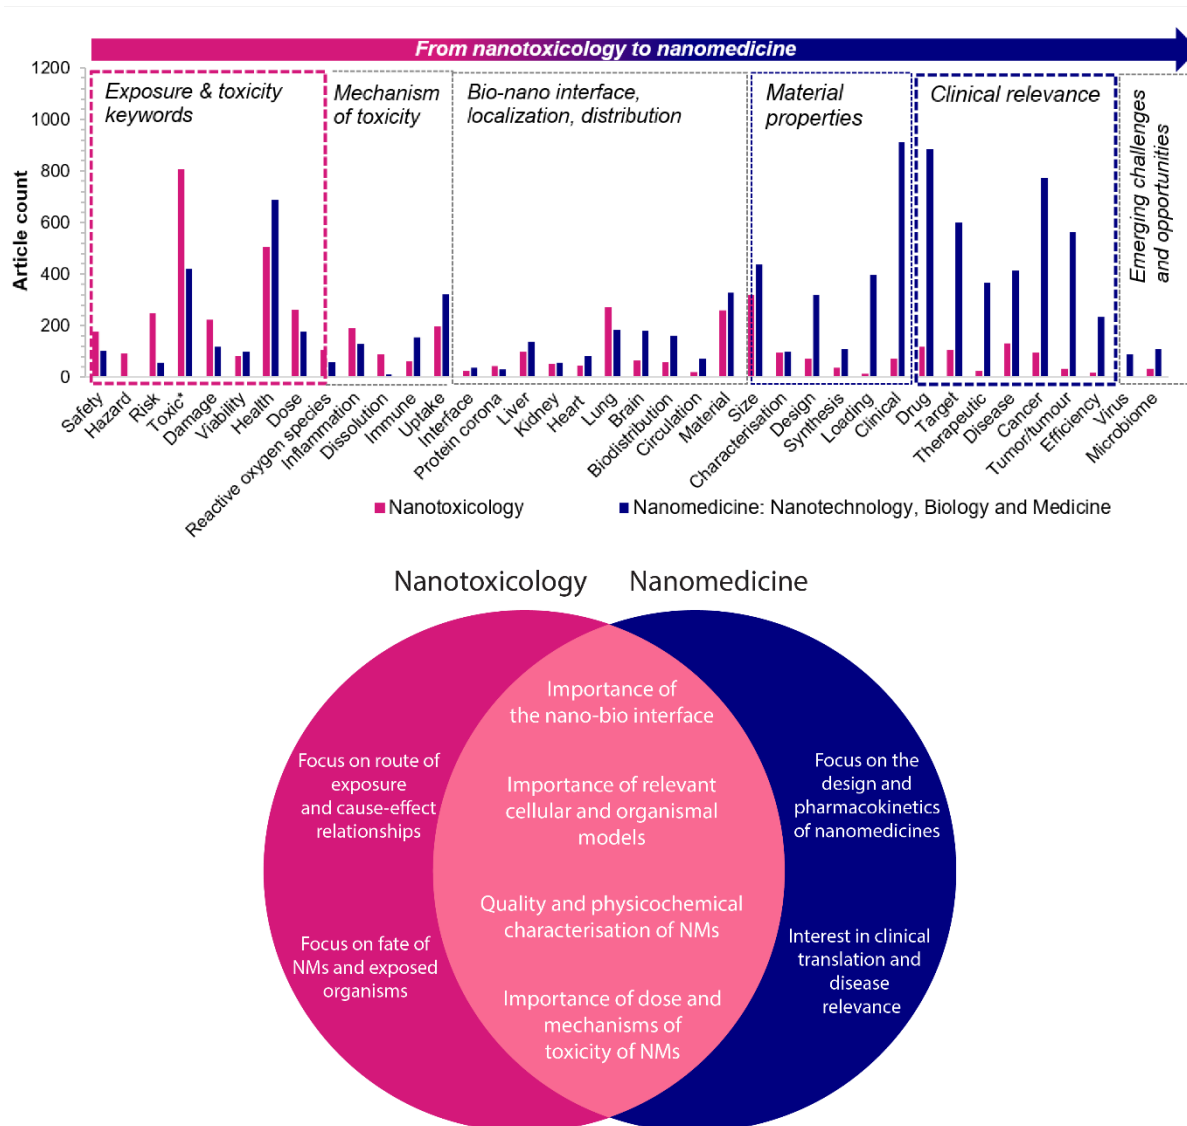 From nanotoxicology to nanomedicine
1200
1000
800
600
400
200
0
Article count
Exposure & toxicity
keywords
Mechanism
of toxicity
Bio-nano interface,
localization, distribution
Material
properties
Clinical relevance
Emerging challenges
and opportunities
Safety
Hazard
Risk
Toxic*
Damage
Viability
Health
Dose
Reactive oxygen species
Inflammation
Dissolution
Immune
Uptake
Interface
Protein corona
Liver
Kidney
Heart
Lung
Brain
Biodistribution
Circulation
Material
Size
Characterisation
Design
Synthesis
Loading
Clinical
Drug
Target
Therapeutic
Disease
Cancer
Tumor/tumour
Efficiency
Virus
Microbiome
Nanotoxicology
Nanomedicine: Nanotechnology, Biology and Medicine
Nanotoxicology
Nanomedicine
Focus on route of
exposure
and cause-effect
relationships
Focus on fate of
NMs and exposed
organisms
Importance of
the nano-bio interface
Importance of relevant
cellular and organismal
models
Quality and physicochemical
characterisation of NMs
Importance of dose and
mechanisms of
toxicity of NMs
Focus on the
design and
pharmacokinetics
of nanomedicines
Interest in clinical
translation and
disease
relevance